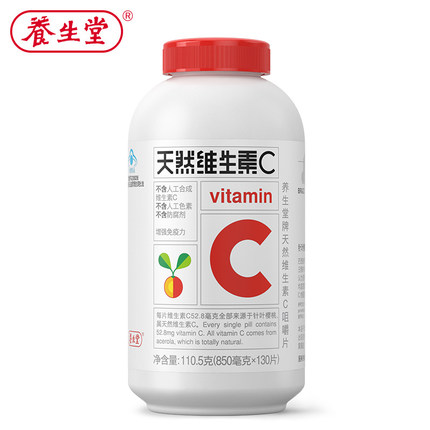 養生堂®
天然维生素C
不含人工合成
维生素C
不含人工色素
不含防腐剂
增强免疫力
vitamin
C
养生堂牌天然维生素C咀嚼片
每片维生素C52.8毫克全部来源于针叶樱桃,
属天然维生素C。Every single pill contains
52.8mg vitamin C. All vitamin C comes from
acerola, which is totally natural.
净含量:110.5克(850毫克×130片)
養生堂